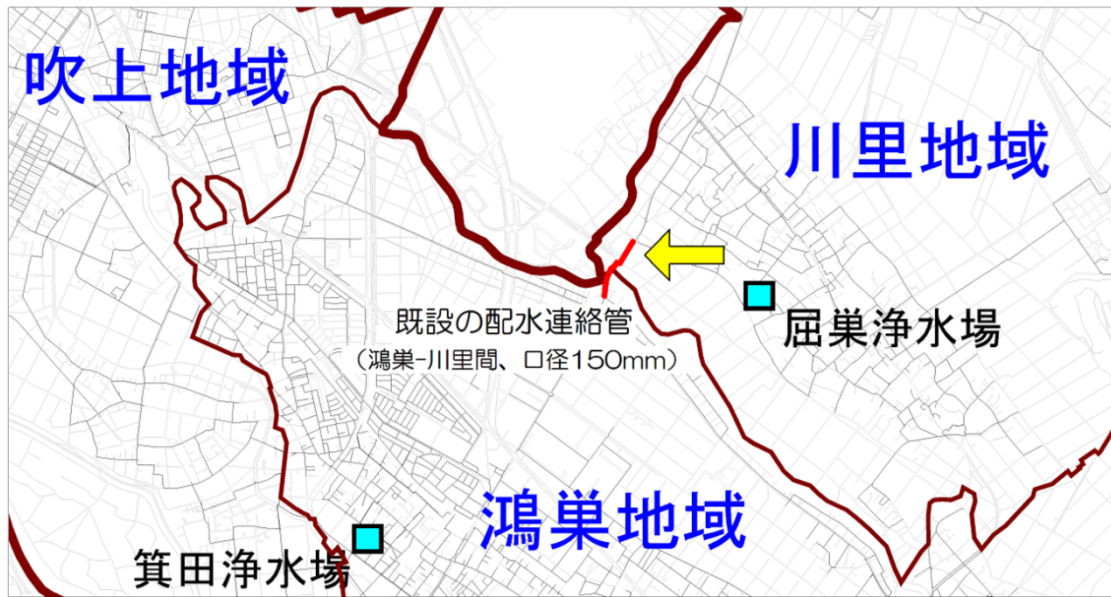 吹上地域
川里地域
既設の配水連絡管
（鴻巣-川里間、口径150mm）
屈巣浄水場
鴻巣地域
箕田浄水場